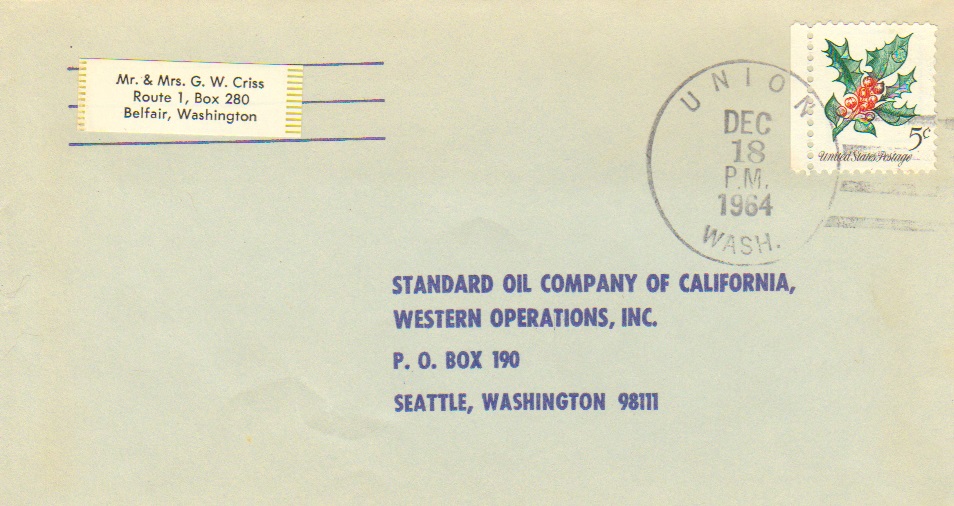 Mr. & Mrs. G. W. Criss
Route 1, Box 280
Belfair, Washington
UNION
DEC
18
P.M.
1964
WASH.
5c
United States Postage
STANDARD OIL COMPANY OF CALIFORNIA,
WESTERN OPERATIONS, INC.
P. O. BOX 190
SEATTLE, WASHINGTON 98111